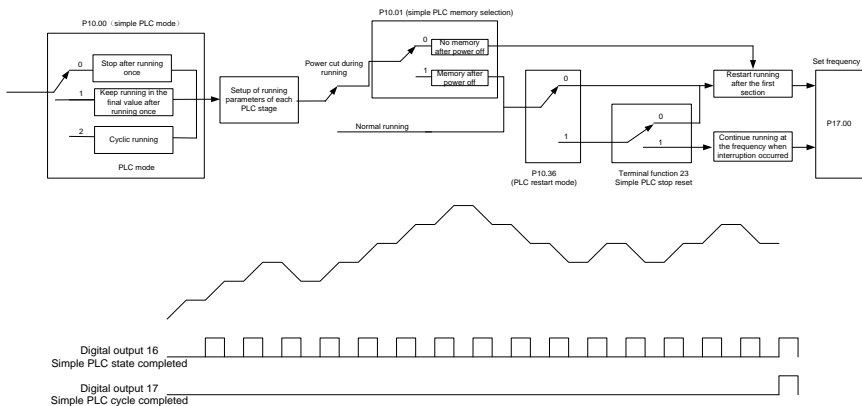 P10.00（simple PLC mode）
0
Stop after running
once
1
Keep running in the
final value after
running once
2
Cyclic running
PLC mode
Setup of running
parameters of each
PLC stage
Power cut during
running
Normal running
P10.01 (simple PLC memory selection)
0
No memory
after power off
1
Memory after
power off
0
1
P10.36
(PLC restart mode)
0
1
Terminal function 23
Simple PLC stop reset
Restart running
after the first
section
Continue running at
the frequency when
interruption occurred
Set frequency
P17.00
Digital output 16
Simple PLC state completed
Digital output 17
Simple PLC cycle completed